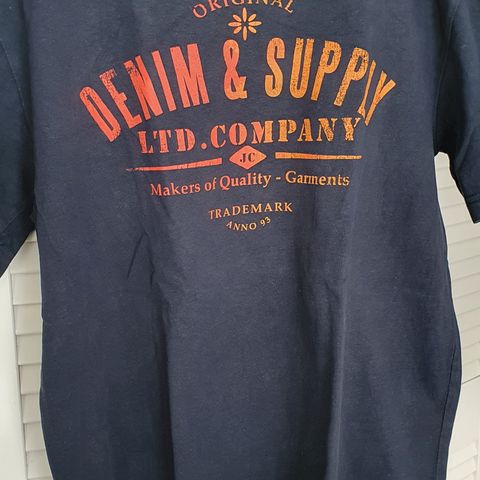 ORIGINAL
DENIM & SUPPLY
LTD.COMPANY
JC
Makers of Quality - Garments
TRADEMARK
ANNO 93